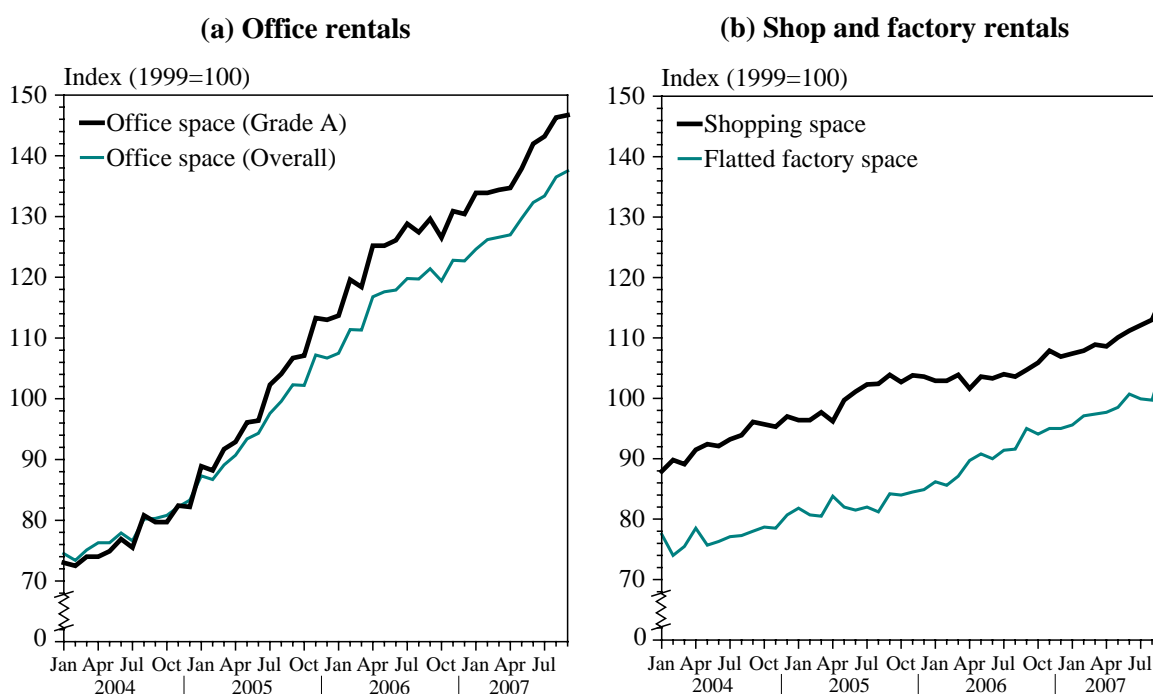 (a) Office rentals
Index (1999=100)
150
140
130
120
110
100
90
80
70
0
Office space (Grade A)
Office space (Overall)
Jan Apr Jul Oct Jan Apr Jul Oct Jan Apr Jul Oct Jan Apr Jul
2004 2005 2006 2007
(b) Shop and factory rentals
Index (1999=100)
150
140
130
120
110
100
90
80
70
0
Shopping space
Flatted factory space
Jan Apr Jul Oct Jan Apr Jul Oct Jan Apr Jul Oct Jan Apr Jul
2004 2005 2006 2007